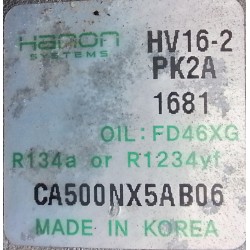 Hanon
SYSTEMS
HV16-2
PK2A
1681
OIL: FD46XG
R134a or R1234yf
CA500NX5AB06
MADE IN KOREA